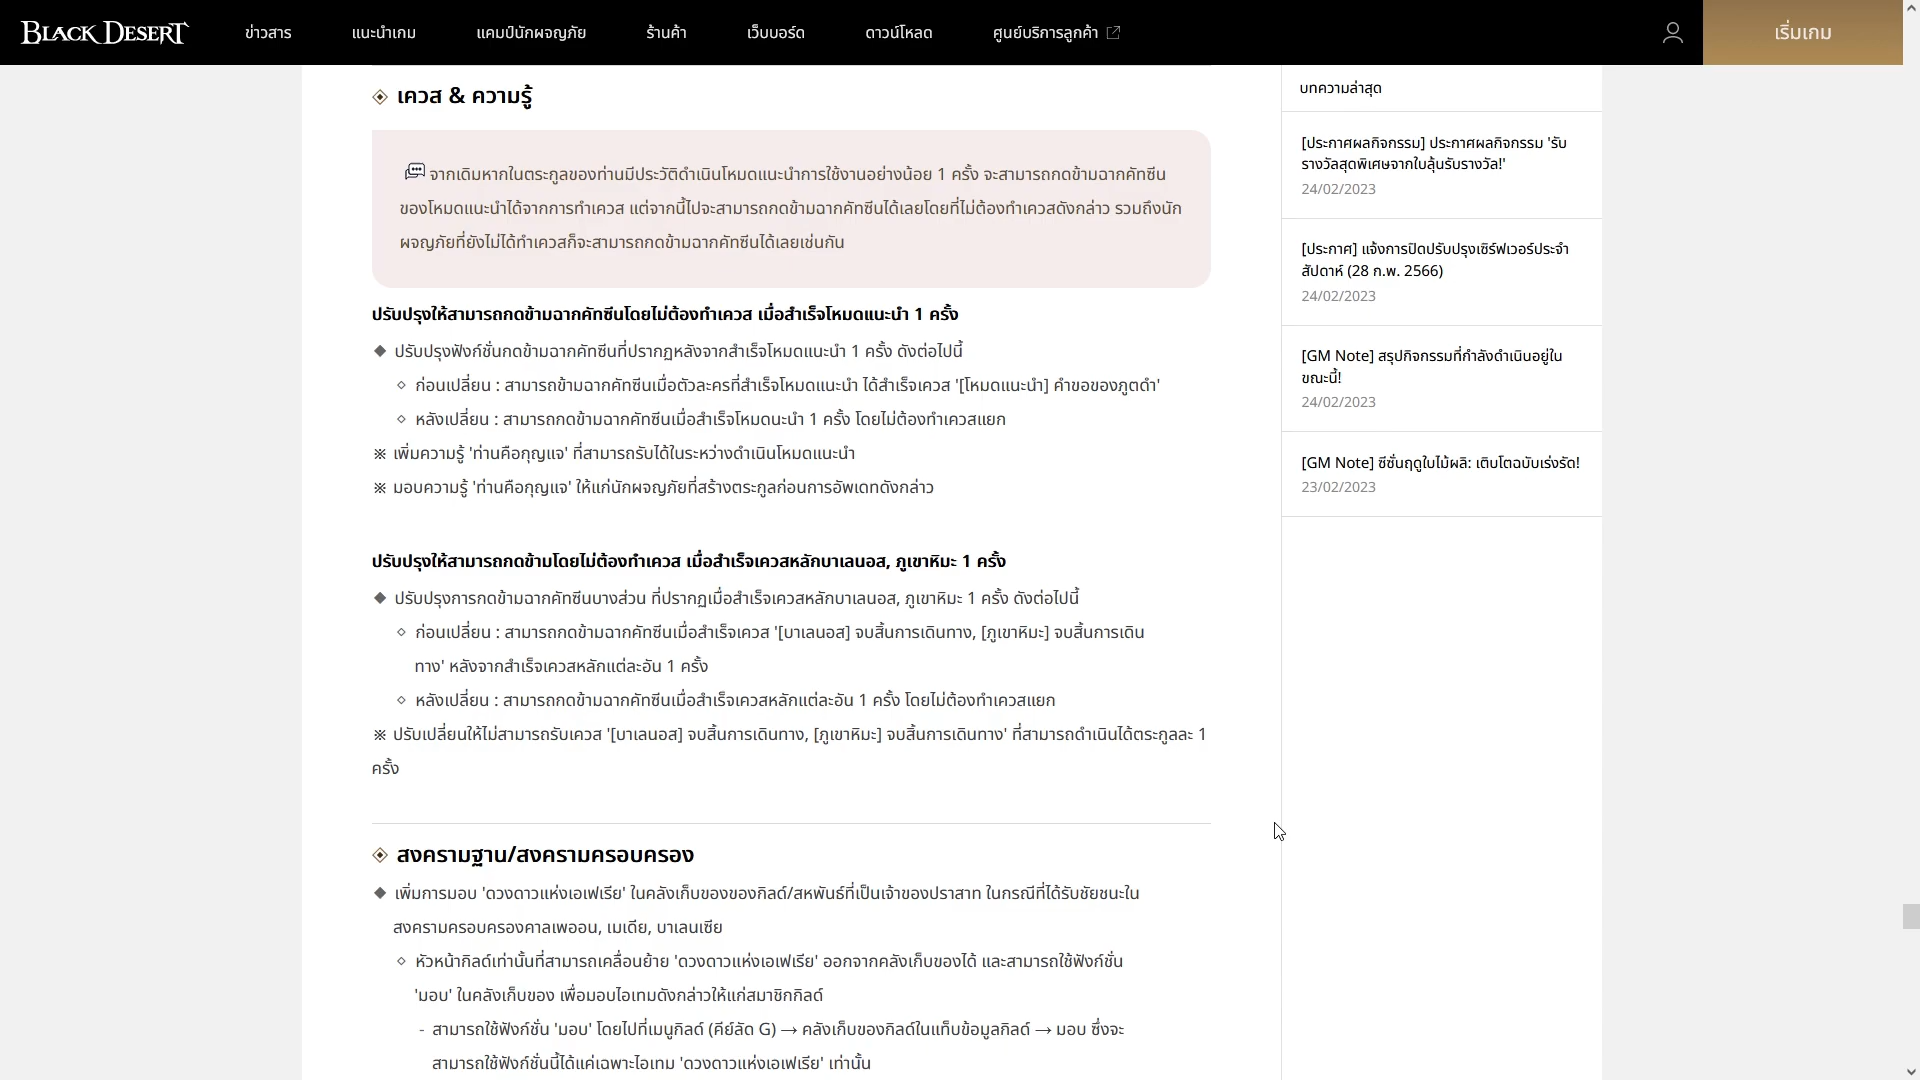 BLACK DESERT
ข่าวสาร
แนะนำเกม
แคมป์นักผจญภัย
ร้านค้า
เว็บบอร์ด
ดาวน์โหลด
ศูนย์บริการลูกค้า
เริ่มเกม
เควส & ความรู้
จากเดิมหากในตระกูลของท่านมีประวัติดำเนินโหมดแนะนำการใช้งานอย่างน้อย 1 ครั้ง จะสามารถกดข้ามฉากคัทซีน
ของโหมดแนะนำได้จากการทำเควส แต่จากนี้ไปจะสามารถกดข้ามฉากคัทซีนได้เลยโดยที่ไม่ต้องทำเควสดังกล่าว รวมถึงนัก
ผจญภัยที่ยังไม่ได้ทำเควสก็จะสามารถกดข้ามฉากคัทซีนได้เลยเช่นกัน
ปรับปรุงให้สามารถกดข้ามฉากคัทซีนโดยไม่ต้องทำเควส เมื่อสำเร็จโหมดแนะนำ 1 ครั้ง
◆ ปรับปรุงฟังก์ชั่นกดข้ามฉากคัทซีนที่ปรากฏหลังจากสำเร็จโหมดแนะนำ 1 ครั้ง ดังต่อไปนี้
◇ ก่อนเปลี่ยน : สามารถข้ามฉากคัทซีนเมื่อตัวละครที่สำเร็จโหมดแนะนำ ได้สำเร็จเควส '[โหมดแนะนำ] คำขอของภูตดำ'
◇ หลังเปลี่ยน : สามารถกดข้ามฉากคัทซีนเมื่อสำเร็จโหมดนะนำ 1 ครั้ง โดยไม่ต้องทำเควสแยก
※ เพิ่มความรู้ 'ท่านคือกุญแจ' ที่สามารถรับได้ในระหว่างดำเนินโหมดแนะนำ
※ มอบความรู้ 'ท่านคือกุญแจ' ให้แก่นักผจญภัยที่สร้างตระกูลก่อนการอัพเดทดังกล่าว
ปรับปรุงให้สามารถกดข้ามโดยไม่ต้องทำเควส เมื่อสำเร็จเควสหลักบาเลนอส, ภูเขาหิมะ 1 ครั้ง
◆ ปรับปรุงการกดข้ามฉากคัทซีนบางส่วน ที่ปรากฏเมื่อสำเร็จเควสหลักบาเลนอส, ภูเขาหิมะ 1 ครั้ง ดังต่อไปนี้
◇ ก่อนเปลี่ยน : สามารถกดข้ามฉากคัทซีนเมื่อสำเร็จเควส '[บาเลนอส] จบสิ้นการเดินทาง, [ภูเขาหิมะ] จบสิ้นการเดิน
ทาง' หลังจากสำเร็จเควสหลักแต่ละอัน 1 ครั้ง
◇ หลังเปลี่ยน : สามารถกดข้ามฉากคัทซีนเมื่อสำเร็จเควสหลักแต่ละอัน 1 ครั้ง โดยไม่ต้องทำเควสแยก
※ ปรับเปลี่ยนให้ไม่สามารถรับเควส '[บาเลนอส] จบสิ้นการเดินทาง, [ภูเขาหิมะ] จบสิ้นการเดินทาง' ที่สามารถดำเนินได้ตระกูลละ 1
ครั้ง
สงครามฐาน/สงครามครอบครอง
◆ เพิ่มการมอบ 'ดวงดาวแห่งเอเฟเรีย' ในคลังเก็บของของกิลด์/สหพันธ์ที่เป็นเจ้าของปราสาท ในกรณีที่ได้รับชัยชนะใน
สงครามครอบครองคาลเพออน, เมเดีย, บาเลนเซีย
◇ หัวหน้ากิลด์เท่านั้นที่สามารถเคลื่อนย้าย 'ดวงดาวแห่งเอเฟเรีย' ออกจากคลังเก็บของได้ และสามารถใช้ฟังก์ชั่น
'มอบ' ในคลังเก็บของ เพื่อมอบไอเทมดังกล่าวให้แก่สมาชิกกิลด์
- สามารถใช้ฟังก์ชั่น 'มอบ' โดยไปที่เมนูกิลด์ (คีย์ลัด G) → คลังเก็บของกิลด์ในแท็บข้อมูลกิลด์ → มอบ ซึ่งจะ
สามารถใช้ฟังก์ชั่นนี้ได้แค่เฉพาะไอเทม 'ดวงดาวแห่งเอเฟเรีย' เท่านั้น
บทความล่าสุด
[ประกาศผลกิจกรรม] ประกาศผลกิจกรรม 'รับ
รางวัลสุดพิเศษจากใบลุ้นรับรางวัล!'
24/02/2023
[ประกาศ] แจ้งการปิดปรับปรุงเซิร์ฟเวอร์ประจำ
สัปดาห์ (28 ก.พ. 2566)
24/02/2023
[GM Note] สรุปกิจกรรมที่กำลังดำเนินอยู่ใน
ขณะนี้!
24/02/2023
[GM Note] ซีซั่นฤดูใบไม้ผลิ: เติบโตฉบับเร่งรัด!
23/02/2023